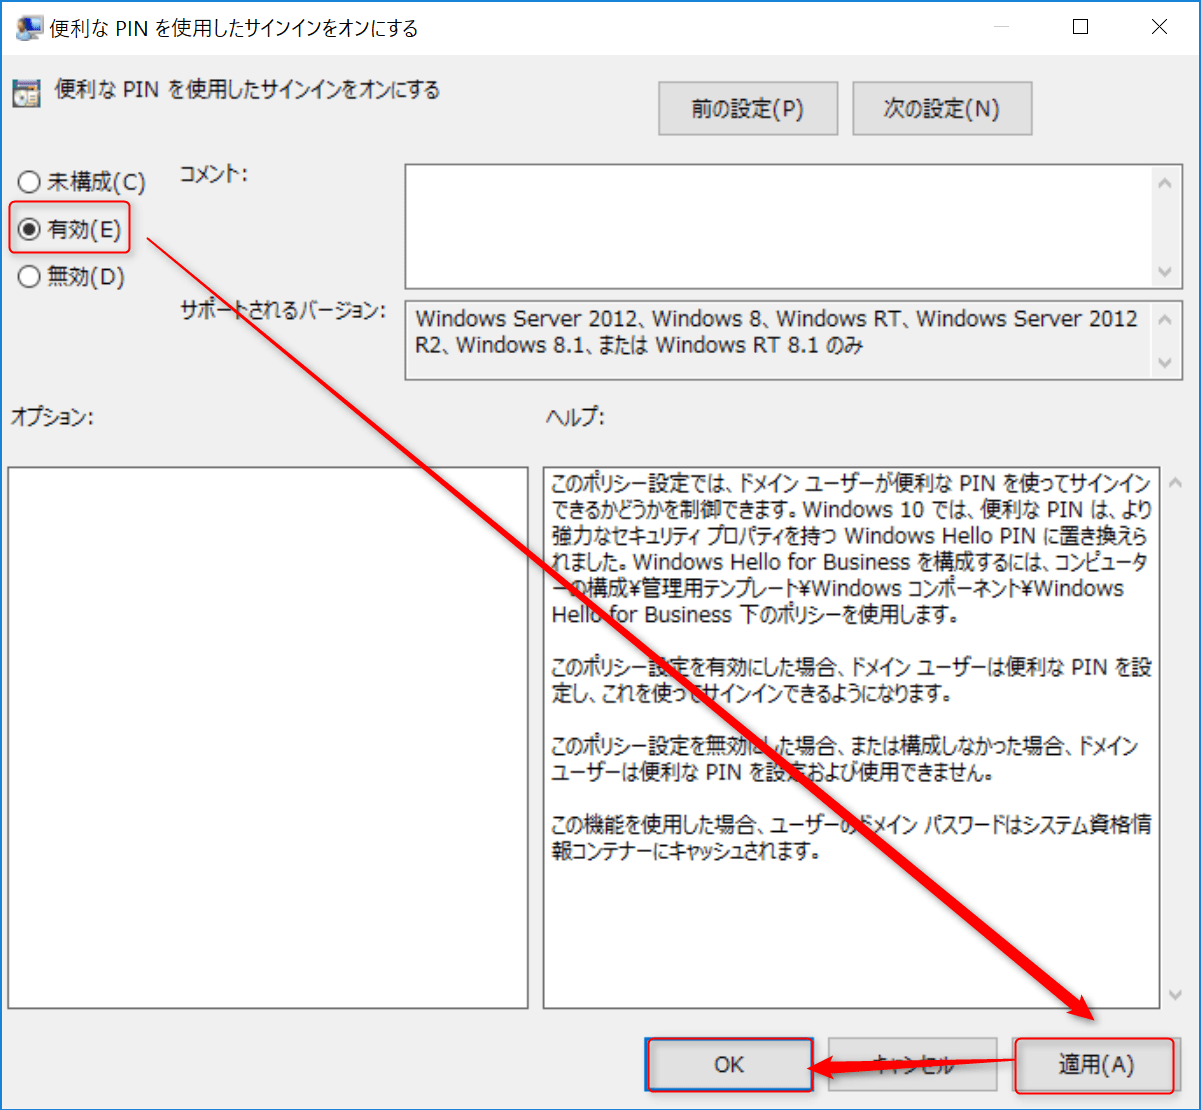 便利な PIN を使用したサインインをオンにする
便利な PIN を使用したサインインをオンにする
前の設定(P)
次の設定(N)
未構成(C)
コメント:
有効(E)
無効(D)
サポートされるバージョン:
Windows Server 2012、Windows 8、Windows RT、Windows Server 2012
R2、Windows 8.1、または Windows RT 8.1 のみ
オプション:
ヘルプ:
このポリシー設定では、ドメイン ユーザーが便利な PIN を使ってサインイン
できるかどうかを制御できます。Windows 10 では、便利な PIN は、より
強力なセキュリティ プロパティを持つ Windows Hello PIN に置き換えら
れました。Windows Hello for Business を構成するには、コンピュータ
ーの構成¥管理用テンプレート¥Windows コンポーネント¥Windows
Hello for Business 下のポリシーを使用します。
このポリシー設定を有効にした場合、ドメイン ユーザーは便利な PIN を設
定し、これを使ってサインインできるようになります。
このポリシー設定を無効にした場合、または構成しなかった場合、ドメイン
ユーザーは便利な PIN を設定および使用できません。
この機能を使用した場合、ユーザーのドメイン パスワードはシステム資格情
報コンテナーにキャッシュされます。
OK
キャンセル
適用(A)